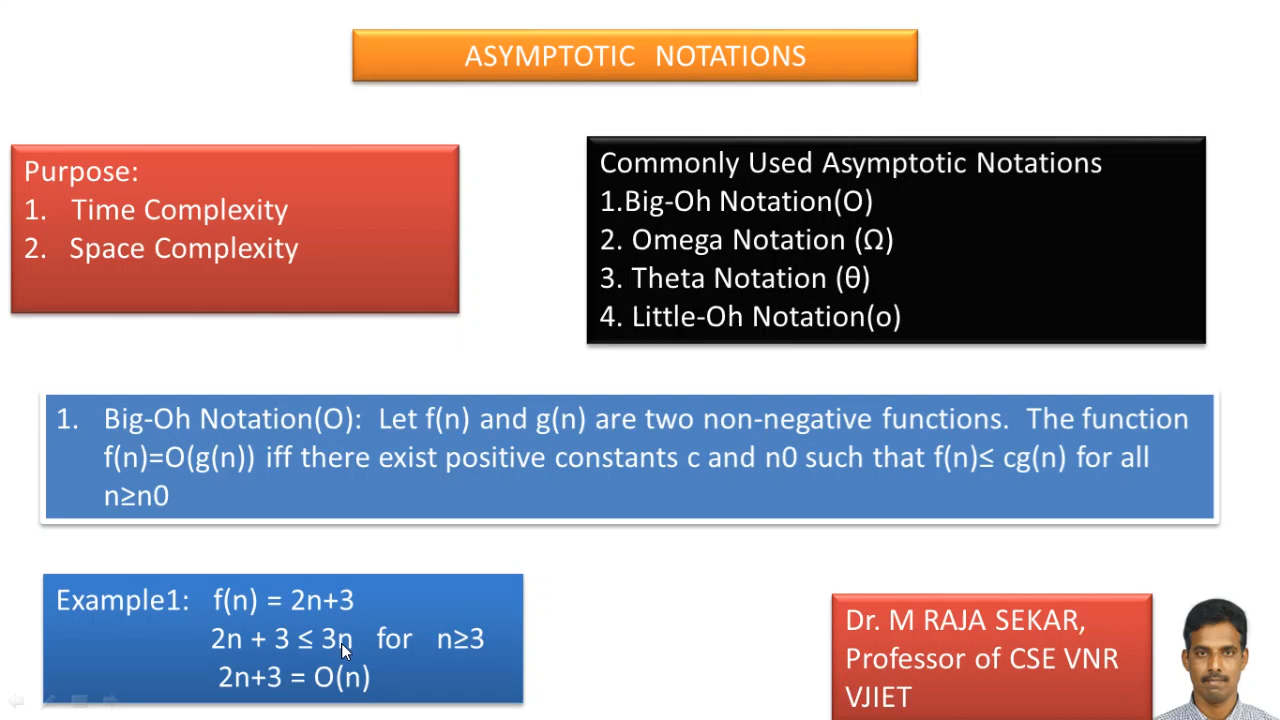 ASYMPTOTIC NOTATIONS
Purpose:
1. Time Complexity
2. Space Complexity
Commonly Used Asymptotic Notations
1.Big-Oh Notation(O)
2. Omega Notation (Ω)
3. Theta Notation (θ)
4. Little-Oh Notation(o)
1. Big-Oh Notation(O): Let f(n) and g(n) are two non-negative functions. The function
f(n)=O(g(n)) iff there exist positive constants c and n0 such that f(n)≤ cg(n) for all
n≥n0
Example1: f(n) = 2n+3
2n + 3 ≤ 3n for n≥3
2n+3 = O(n)
Dr. M RAJA SEKAR,
Professor of CSE VNR
VJIET